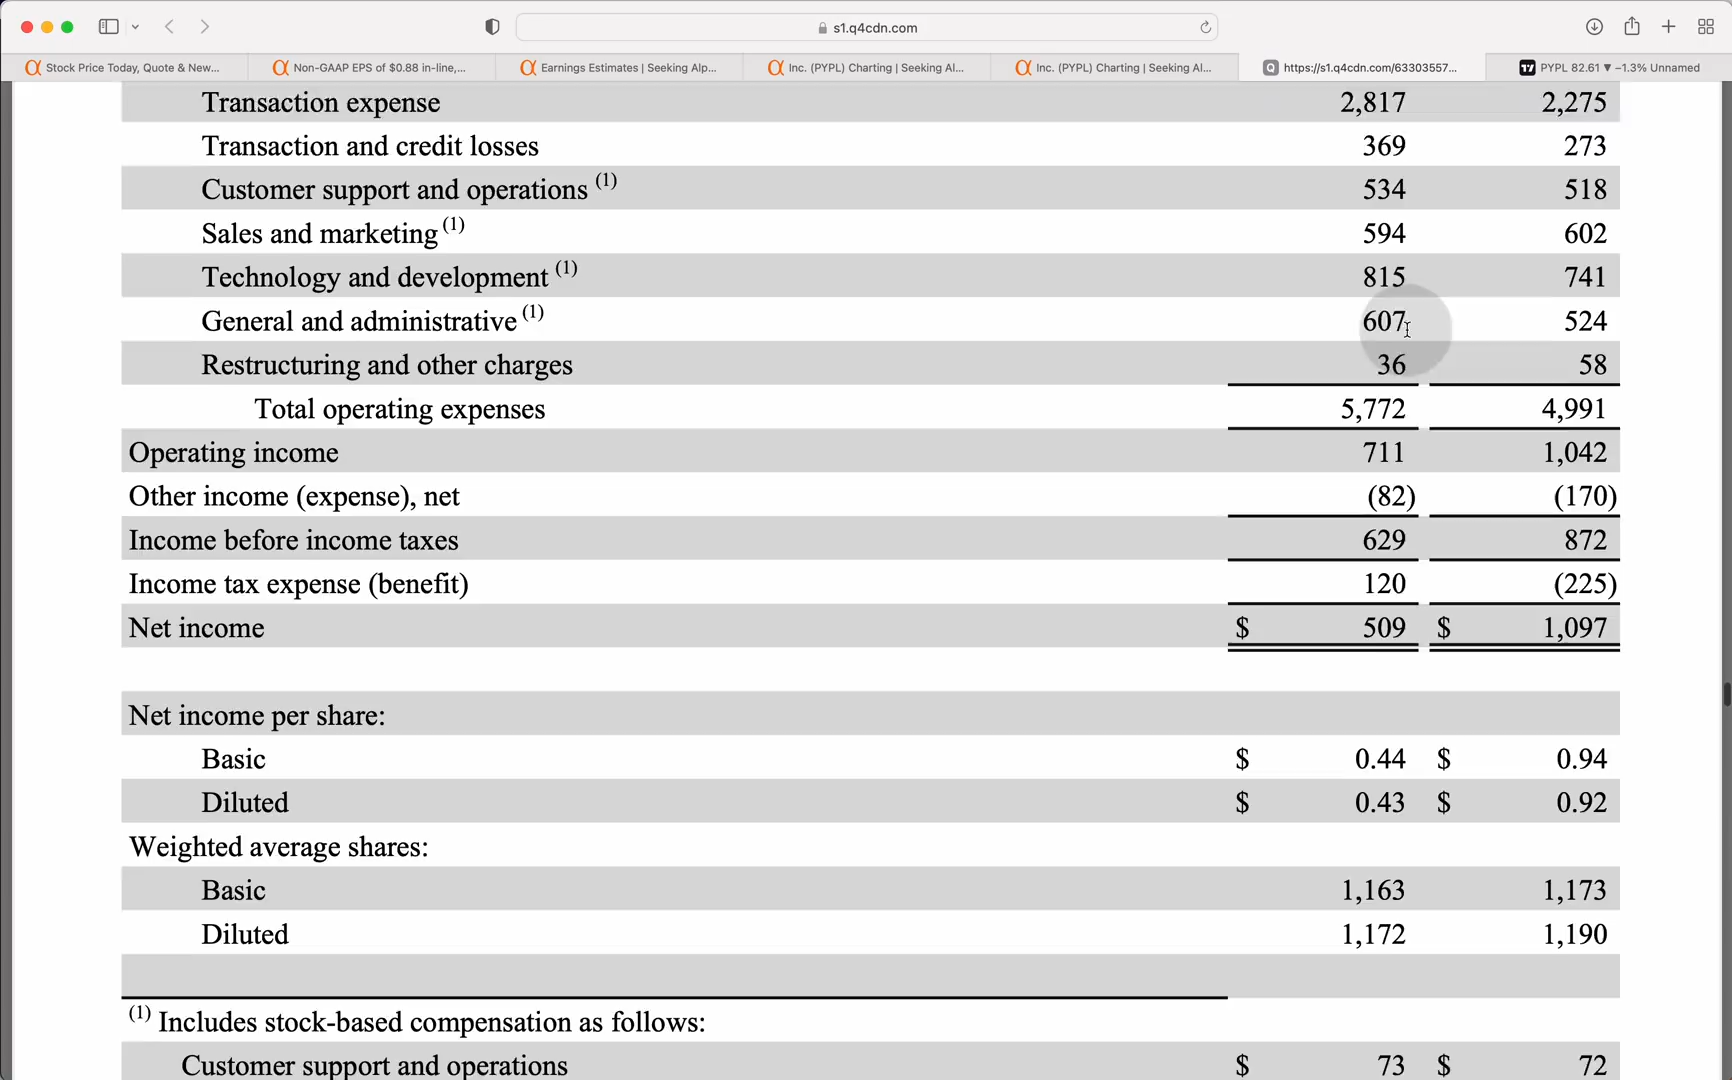 s1.q4cdn.com
Stock Price Today, Quote & New...
Non-GAAP EPS of $0.88 in-line,...
Earnings Estimates | Seeking Alp...
Inc. (PYPL) Charting | Seeking Al...
Inc. (PYPL) Charting | Seeking Al...
https://s1.q4cdn.com/63303557...
PYPL 82.61 ▼ −1.3% Unnamed
Transaction expense 2,817 2,275
Transaction and credit losses 369 273
Customer support and operations (1) 534 518
Sales and marketing (1) 594 602
Technology and development (1) 815 741
General and administrative (1) 607 524
Restructuring and other charges 36 58
Total operating expenses 5,772 4,991
Operating income 711 1,042
Other income (expense), net (82) (170)
Income before income taxes 629 872
Income tax expense (benefit) 120 (225)
Net income $ 509 $ 1,097
Net income per share:
Basic $ 0.44 $ 0.94
Diluted $ 0.43 $ 0.92
Weighted average shares:
Basic 1,163 1,173
Diluted 1,172 1,190
(1) Includes stock-based compensation as follows:
Customer support and operations $ 73 $ 72